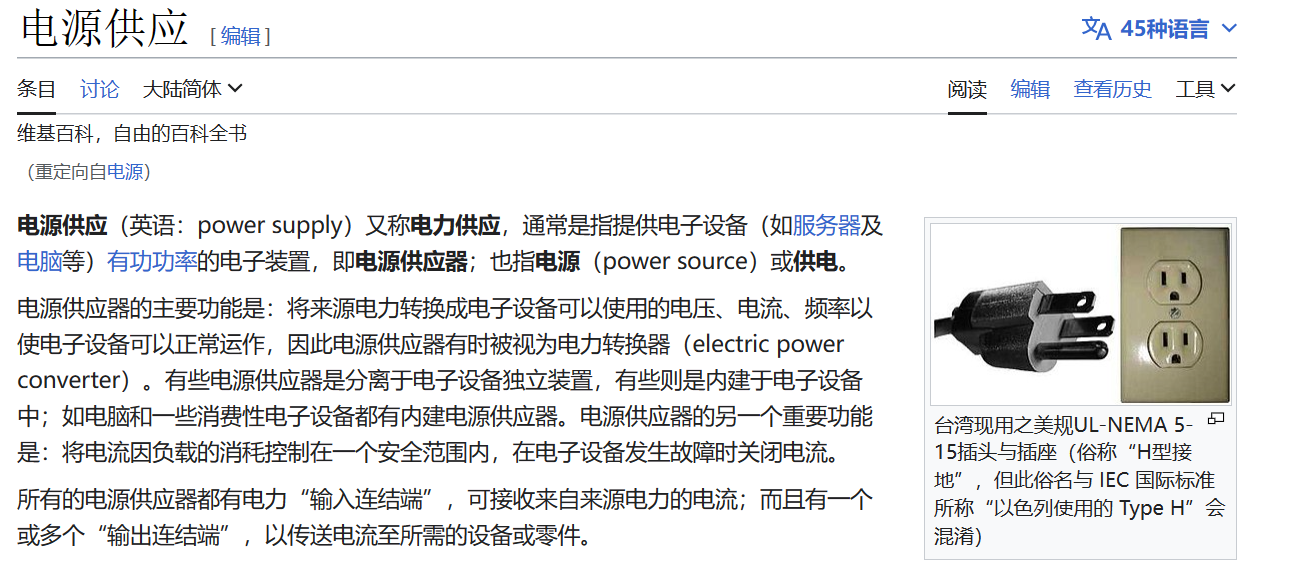 电源供应 [编辑]
45种语言
条目 讨论 大陆简体
阅读 编辑 查看历史 工具
维基百科，自由的百科全书
（重定向自电源）
电源供应（英语：power supply）又称电力供应，通常是指提供电子设备（如服务器及
电脑等）有功功率的电子装置，即电源供应器；也指电源（power source）或供电。
电源供应器的主要功能是：将来源电力转换成电子设备可以使用的电压、电流、频率以
使电子设备可以正常运作，因此电源供应器有时被视为电力转换器（electric power
converter）。有些电源供应器是分离于电子设备独立装置，有些则是内建于电子设备
中；如电脑和一些消费性电子设备都有内建电源供应器。电源供应器的另一个重要功能
是：将电流因负载的消耗控制在一个安全范围内，在电子设备发生故障时关闭电流。
所有的电源供应器都有电力“输入连结端”，可接收来自来源电力的电流；而且有一个
或多个“输出连结端”，以传送电流至所需的设备或零件。
台湾现用之美规UL-NEMA 5-
15插头与插座（俗称“H型接
地”，但此俗名与 IEC 国际标准
所称“以色列使用的 Type H”会
混淆）